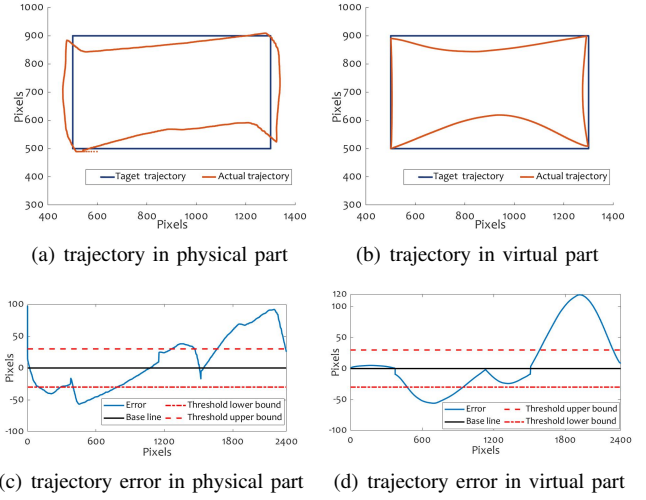 1000
900
800
700
600
500
400
300
Pixels
400 600 800 1000 1200 1400
Pixels
Taget trajectory Actual trajectory
(a) trajectory in physical part
1000
900
800
700
600
500
400
300
Pixels
400 600 800 1000 1200 1400
Pixels
Taget trajectory Actual trajectory
(b) trajectory in virtual part
100
50
0
-50
-100
Pixels
0 600 1200 1800 2400
Pixels
Error Threshold upper bound
Base line Threshold lower bound
(c) trajectory error in physical part
120
100
50
0
-50
-100
Pixels
0 600 1200 1800 2400
Pixels
Error Threshold upper bound
Base line Threshold lower bound
(d) trajectory error in virtual part